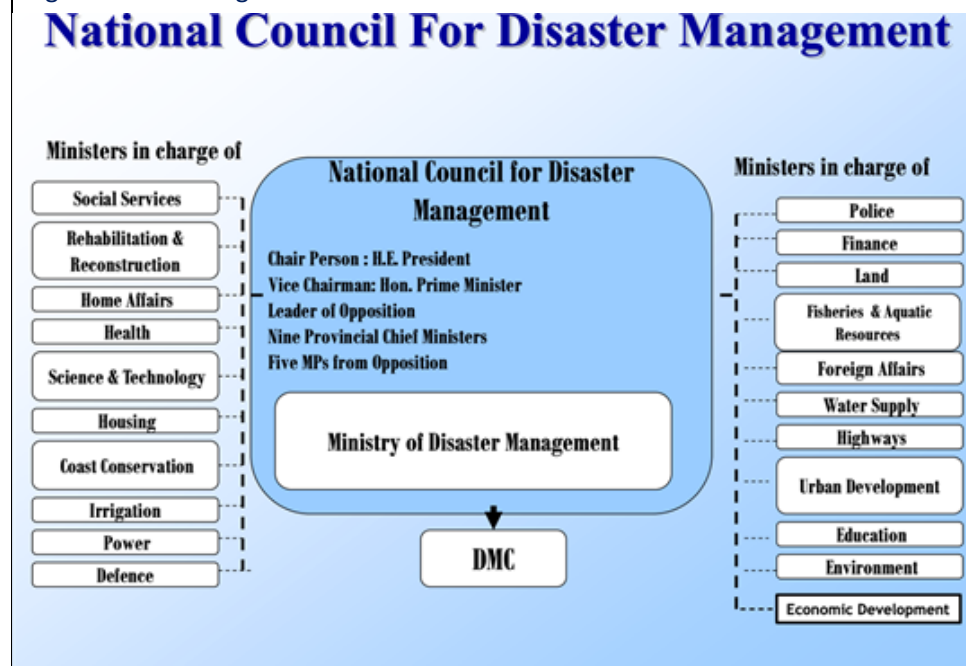 National Council For Disaster Management
Ministers in charge of
Social Services
Rehabilitation &
Reconstruction
Home Affairs
Health
Science & Technology
Housing
Coast Conservation
Irrigation
Power
Defence
National Council for Disaster
Management
Chair Person : H.E. President
Vice Chairman: Hon. Prime Minister
Leader of Opposition
Nine Provincial Chief Ministers
Five MPs from Opposition
Ministry of Disaster Management
DMC
Ministers in charge of
Police
Finance
Land
Fisheries & Aquatic
Resources
Foreign Affairs
Water Supply
Highways
Urban Development
Education
Environment
Economic Development